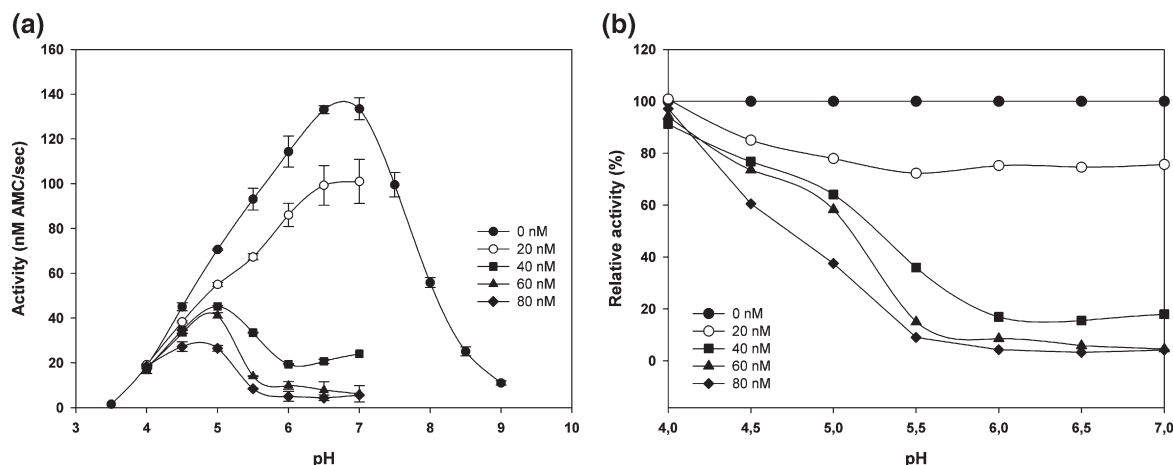 (a)
160
140
120
100
80
60
40
20
0
Activity (nM AMC/sec)
3 4 5 6 7 8 9 10
pH
0 nM
20 nM
40 nM
60 nM
80 nM
(b)
120
100
80
60
40
20
0
Relative activity (%)
4,0 4,5 5,0 5,5 6,0 6,5 7,0
pH
0 nM
20 nM
40 nM
60 nM
80 nM